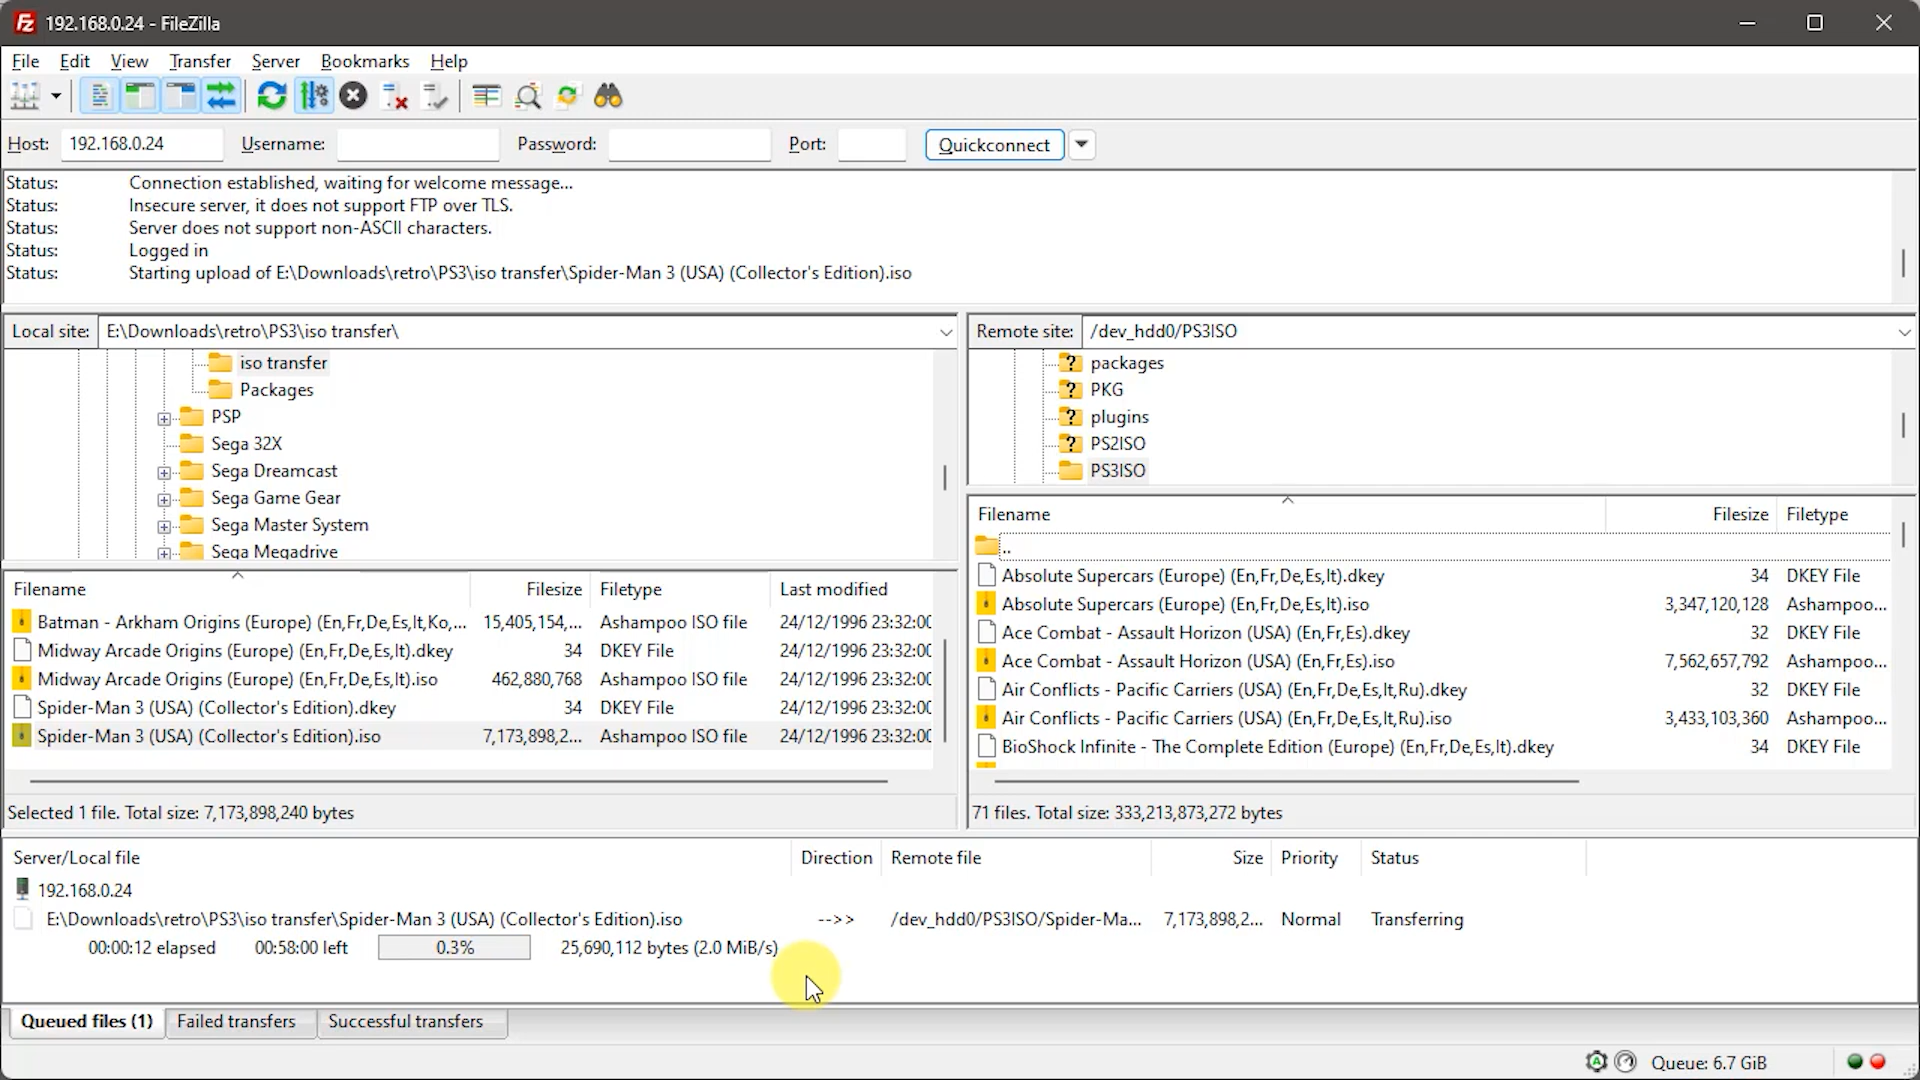 192.168.0.24 - FileZilla
File Edit View Transfer Server Bookmarks Help
Host: 192.168.0.24 Username: Password: Port: Quickconnect
Status: Connection established, waiting for welcome message...
Status: Insecure server, it does not support FTP over TLS.
Status: Server does not support non-ASCII characters.
Status: Logged in
Status: Starting upload of E:\Downloads\retro\PS3\iso transfer\Spider-Man 3 (USA) (Collector's Edition).iso
Local site: E:\Downloads\retro\PS3\iso transfer\
iso transfer
Packages
PSP
Sega 32X
Sega Dreamcast
Sega Game Gear
Sega Master System
Sega Megadrive
Filename Filesize Filetype Last modified
Batman - Arkham Origins (Europe) (En,Fr,De,Es,It,Ko,... 15,405,154,... Ashampoo ISO file 24/12/1996 23:32:00
Midway Arcade Origins (Europe) (En,Fr,De,Es,It).dkey 34 DKEY File 24/12/1996 23:32:00
Midway Arcade Origins (Europe) (En,Fr,De,Es,It).iso 462,880,768 Ashampoo ISO file 24/12/1996 23:32:00
Spider-Man 3 (USA) (Collector's Edition).dkey 34 DKEY File 24/12/1996 23:32:00
Spider-Man 3 (USA) (Collector's Edition).iso 7,173,898,2... Ashampoo ISO file 24/12/1996 23:32:00
Selected 1 file. Total size: 7,173,898,240 bytes
Remote site: /dev_hdd0/PS3ISO
packages
PKG
plugins
PS2ISO
PS3ISO
Filename Filesize Filetype
..
Absolute Supercars (Europe) (En,Fr,De,Es,It).dkey 34 DKEY File
Absolute Supercars (Europe) (En,Fr,De,Es,It).iso 3,347,120,128 Ashampoo...
Ace Combat - Assault Horizon (USA) (En,Fr,Es).dkey 32 DKEY File
Ace Combat - Assault Horizon (USA) (En,Fr,Es).iso 7,562,657,792 Ashampoo...
Air Conflicts - Pacific Carriers (USA) (En,Fr,De,Es,It,Ru).dkey 32 DKEY File
Air Conflicts - Pacific Carriers (USA) (En,Fr,De,Es,It,Ru).iso 3,433,103,360 Ashampoo...
BioShock Infinite - The Complete Edition (Europe) (En,Fr,De,Es,It).dkey 34 DKEY File
71 files. Total size: 333,213,873,272 bytes
Server/Local file Direction Remote file Size Priority Status
192.168.0.24
E:\Downloads\retro\PS3\iso transfer\Spider-Man 3 (USA) (Collector's Edition).iso -->> /dev_hdd0/PS3ISO/Spider-Ma... 7,173,898,2... Normal Transferring
00:00:12 elapsed 00:58:00 left 0.3% 25,690,112 bytes (2.0 MiB/s)
Queued files (1) Failed transfers Successful transfers
Queue: 6.7 GiB